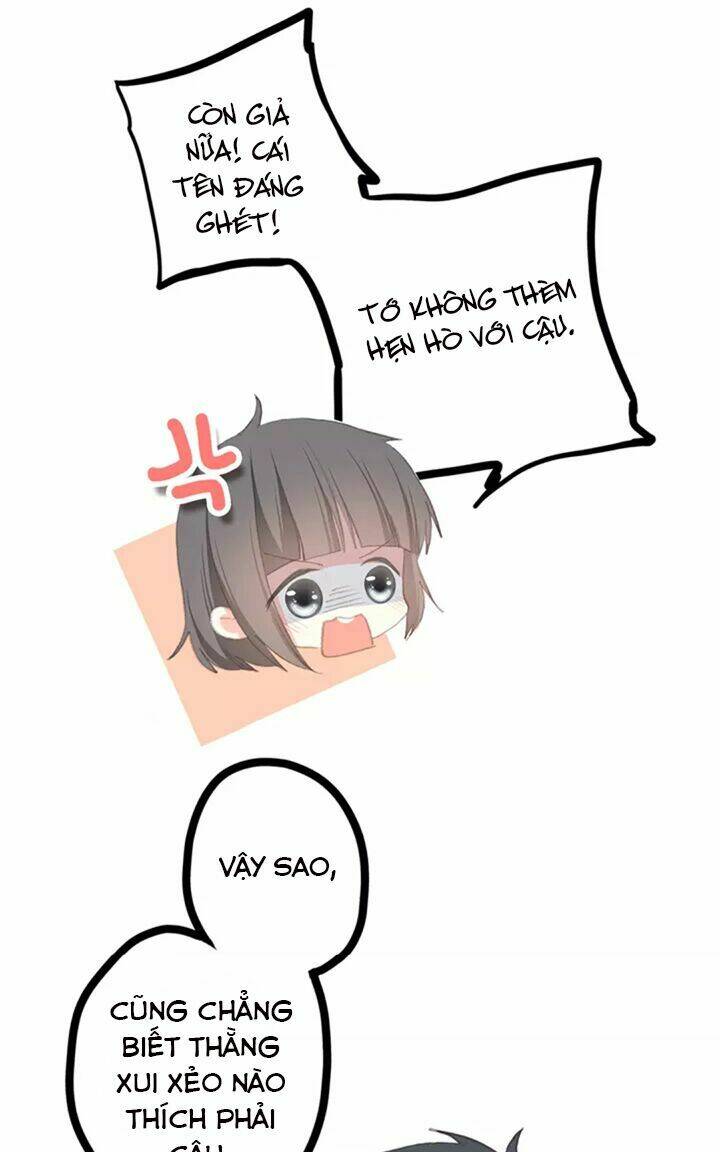 CÒN GIẢ
NỮA! CÁI
TÊN ĐÁNG
GHÉT!
TỚ KHÔNG THÈM
HẸN HÒ VỚI CẬU.
VẬY SAO,
CŨNG CHẲNG
BIẾT THẰNG
XUI XẺO NÀO
THÍCH PHẢI
CẬU